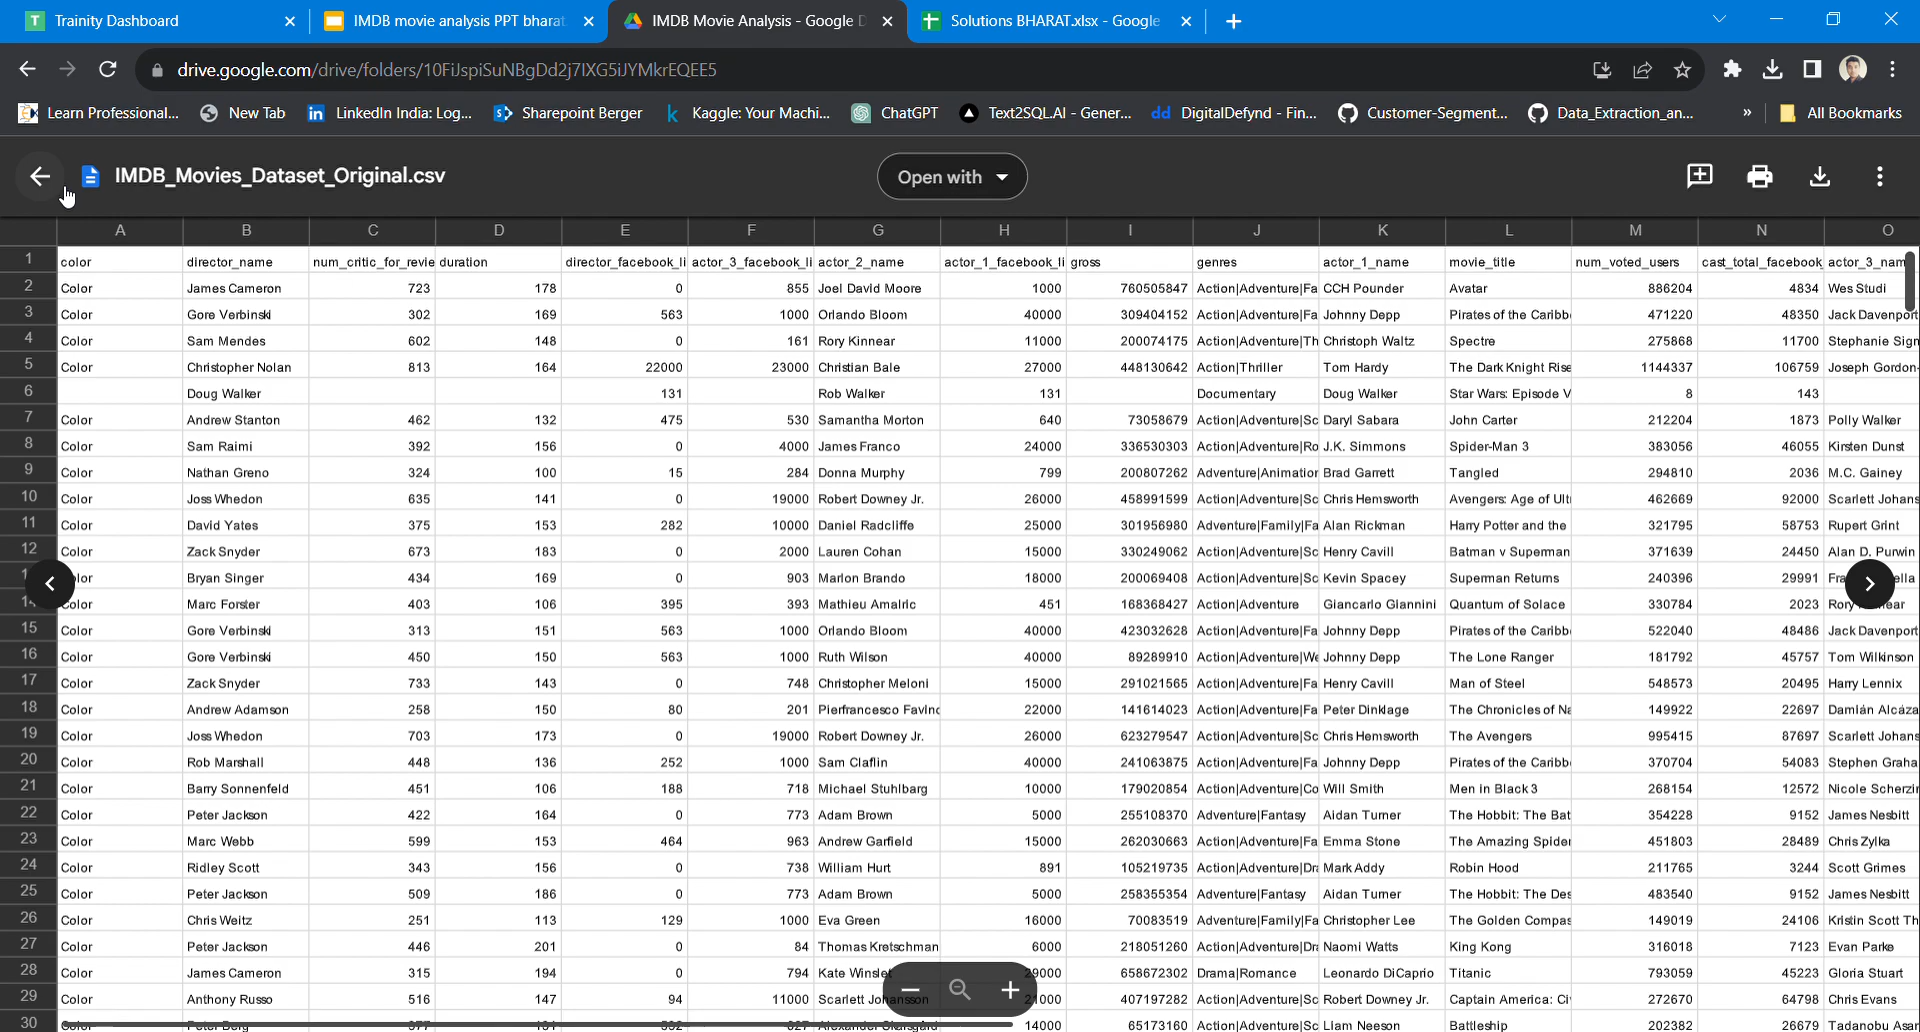 Trainity Dashboard
IMDB movie analysis PPT bharat
IMDB Movie Analysis - Google D
Solutions BHARAT.xlsx - Google
drive.google.com/drive/folders/10FiJspiSuNBgDd2j7IXG5iJYMkrEQEE5
Learn Professional... New Tab LinkedIn India: Log... Sharepoint Berger Kaggle: Your Machi... ChatGPT Text2SQL.AI - Gener... DigitalDefynd - Fin... Customer-Segment... Data_Extraction_an... » All Bookmarks
IMDB_Movies_Dataset_Original.csv
Open with
A B C D E F G H I J K L M N O
1 color director_name num_critic_for_revie duration director_facebook_li actor_3_facebook_li actor_2_name actor_1_facebook_li gross genres actor_1_name movie_title num_voted_users cast_total_facebook actor_3_nam
2 Color James Cameron 723 178 0 855 Joel David Moore 1000 760505847 Action|Adventure|Fa CCH Pounder Avatar 886204 4834 Wes Studi
3 Color Gore Verbinski 302 169 563 1000 Orlando Bloom 40000 309404152 Action|Adventure|Fa Johnny Depp Pirates of the Caribb 471220 48350 Jack Davenport
4 Color Sam Mendes 602 148 0 161 Rory Kinnear 11000 200074175 Action|Adventure|Th Christoph Waltz Spectre 275868 11700 Stephanie Sign
5 Color Christopher Nolan 813 164 22000 23000 Christian Bale 27000 448130642 Action|Thriller Tom Hardy The Dark Knight Rise 1144337 106759 Joseph Gordon-
6 Doug Walker 131 Rob Walker 131 Documentary Doug Walker Star Wars: Episode V 8 143
7 Color Andrew Stanton 462 132 475 530 Samantha Morton 640 73058679 Action|Adventure|Sc Daryl Sabara John Carter 212204 1873 Polly Walker
8 Color Sam Raimi 392 156 0 4000 James Franco 24000 336530303 Action|Adventure|Ro J.K. Simmons Spider-Man 3 383056 46055 Kirsten Dunst
9 Color Nathan Greno 324 100 15 284 Donna Murphy 799 200807262 Adventure|Animation Brad Garrett Tangled 294810 2036 M.C. Gainey
10 Color Joss Whedon 635 141 0 19000 Robert Downey Jr. 26000 458991599 Action|Adventure|Sc Chris Hemsworth Avengers: Age of Ult 462669 92000 Scarlett Johans
11 Color David Yates 375 153 282 10000 Daniel Radcliffe 25000 301956980 Adventure|Family|Fa Alan Rickman Harry Potter and the 321795 58753 Rupert Grint
12 Color Zack Snyder 673 183 0 2000 Lauren Cohan 15000 330249062 Action|Adventure|Sc Henry Cavill Batman v Superman 371639 24450 Alan D. Purwin
Bryan Singer 434 169 0 903 Marlon Brando 18000 200069408 Action|Adventure|Sc Kevin Spacey Superman Returns 240396 29991
14 Color Marc Forster 403 106 395 393 Mathieu Amalric 451 168368427 Action|Adventure Giancarlo Giannini Quantum of Solace 330784 2023 Rory
15 Color Gore Verbinski 313 151 563 1000 Orlando Bloom 40000 423032628 Action|Adventure|Fa Johnny Depp Pirates of the Caribb 522040 48486 Jack Davenport
16 Color Gore Verbinski 450 150 563 1000 Ruth Wilson 40000 89289910 Action|Adventure|We Johnny Depp The Lone Ranger 181792 45757 Tom Wilkinson
17 Color Zack Snyder 733 143 0 748 Christopher Meloni 15000 291021565 Action|Adventure|Fa Henry Cavill Man of Steel 548573 20495 Harry Lennix
18 Color Andrew Adamson 258 150 80 201 Pierfrancesco Favino 22000 141614023 Action|Adventure|Fa Peter Dinklage The Chronicles of Na 149922 22697 Damián Alcáza
19 Color Joss Whedon 703 173 0 19000 Robert Downey Jr. 26000 623279547 Action|Adventure|Sc Chris Hemsworth The Avengers 995415 87697 Scarlett Johans
20 Color Rob Marshall 448 136 252 1000 Sam Claflin 40000 241063875 Action|Adventure|Fa Johnny Depp Pirates of the Caribb 370704 54083 Stephen Graha
21 Color Barry Sonnenfeld 451 106 188 718 Michael Stuhlbarg 10000 179020854 Action|Adventure|Co Will Smith Men in Black 3 268154 12572 Nicole Scherzin
22 Color Peter Jackson 422 164 0 773 Adam Brown 5000 255108370 Adventure|Fantasy Aidan Turner The Hobbit: The Bat 354228 9152 James Nesbitt
23 Color Marc Webb 599 153 464 963 Andrew Garfield 15000 262030663 Action|Adventure|Fa Emma Stone The Amazing Spider 451803 28489 Chris Zylka
24 Color Ridley Scott 343 156 0 738 William Hurt 891 105219735 Action|Adventure|Dr Mark Addy Robin Hood 211765 3244 Scott Grimes
25 Color Peter Jackson 509 186 0 773 Adam Brown 5000 258355354 Adventure|Fantasy Aidan Turner The Hobbit: The Des 483540 9152 James Nesbitt
26 Color Chris Weitz 251 113 129 1000 Eva Green 16000 70083519 Adventure|Family|Fa Christopher Lee The Golden Compas 149019 24106 Kristin Scott Th
27 Color Peter Jackson 446 201 0 84 Thomas Kretschman 6000 218051260 Action|Adventure|Dr Naomi Watts King Kong 316018 7123 Evan Parke
28 Color James Cameron 315 194 0 794 Kate Winslet 29000 658672302 Drama|Romance Leonardo DiCaprio Titanic 793059 45223 Gloria Stuart
29 Color Anthony Russo 516 147 94 11000 Scarlett Johansson 21000 407197282 Action|Adventure|Sc Robert Downey Jr. Captain America: Ci 272670 64798 Chris Evans
30 Color Peter Berg 377 131 532 627 Alexander Skarsgård 14000 65173160 Action|Adventure|Sc Liam Neeson Battleship 202382 26679 Tadanobu Asa